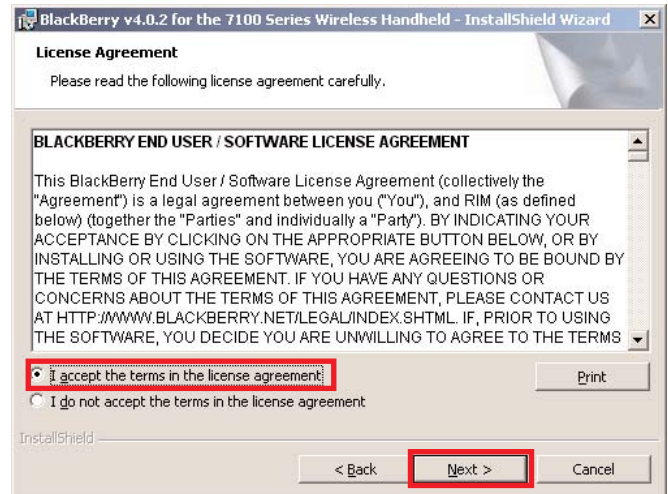 BlackBerry v4.0.2 for the 7100 Series Wireless Handheld - InstallShield Wizard
License Agreement
Please read the following license agreement carefully.
BLACKBERRY END USER / SOFTWARE LICENSE AGREEMENT
This BlackBerry End User / Software License Agreement (collectively the
"Agreement") is a legal agreement between you ("You"), and RIM (as defined
below) (together the "Parties" and individually a "Party"). BY INDICATING YOUR
ACCEPTANCE BY CLICKING ON THE APPROPRIATE BUTTON BELOW, OR BY
INSTALLING OR USING THE SOFTWARE, YOU ARE AGREEING TO BE BOUND BY
THE TERMS OF THIS AGREEMENT. IF YOU HAVE ANY QUESTIONS OR
CONCERNS ABOUT THE TERMS OF THIS AGREEMENT, PLEASE CONTACT US
AT HTTP://WWW.BLACKBERRY.NET/LEGAL/INDEX.SHTML. IF, PRIOR TO USING
THE SOFTWARE, YOU DECIDE YOU ARE UNWILLING TO AGREE TO THE TERMS
I accept the terms in the license agreement
Print
I do not accept the terms in the license agreement
InstallShield
< Back
Next >
Cancel